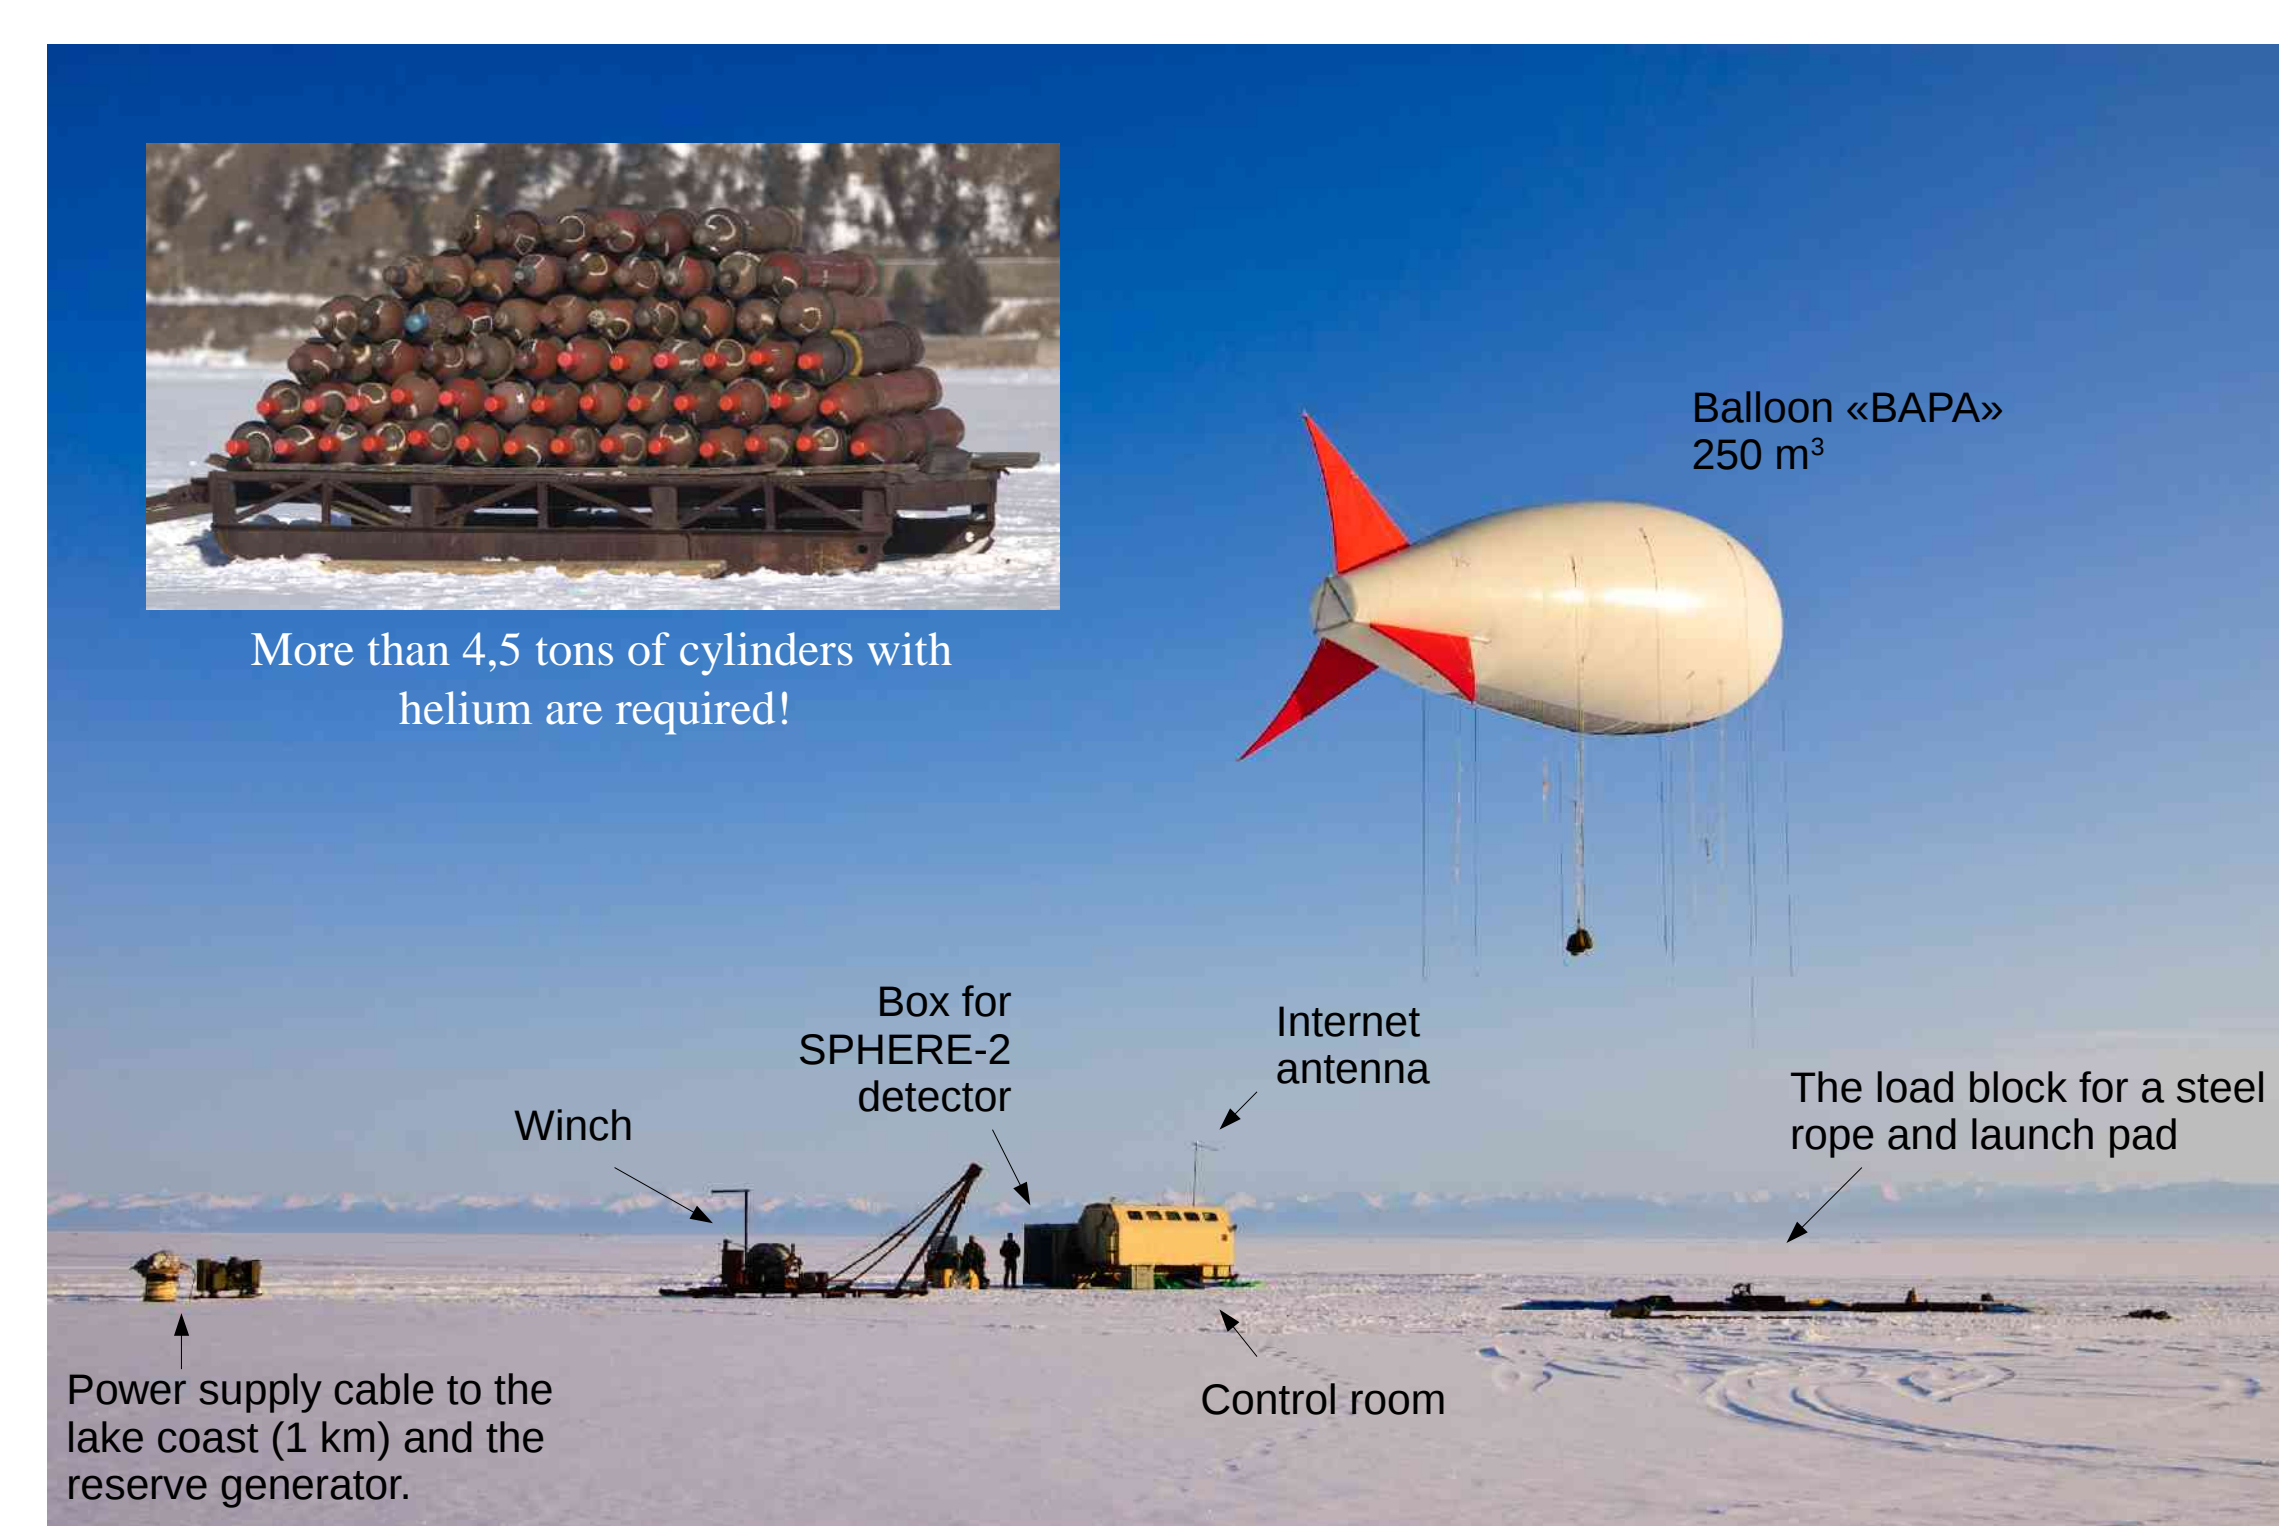 More than 4,5 tons of cylinders with
helium are required!
Balloon «BAPA»
250 m³
Box for
SPHERE-2
detector
Internet
antenna
Winch
The load block for a steel
rope and launch pad
Control room
Power supply cable to the
lake coast (1 km) and the
reserve generator.